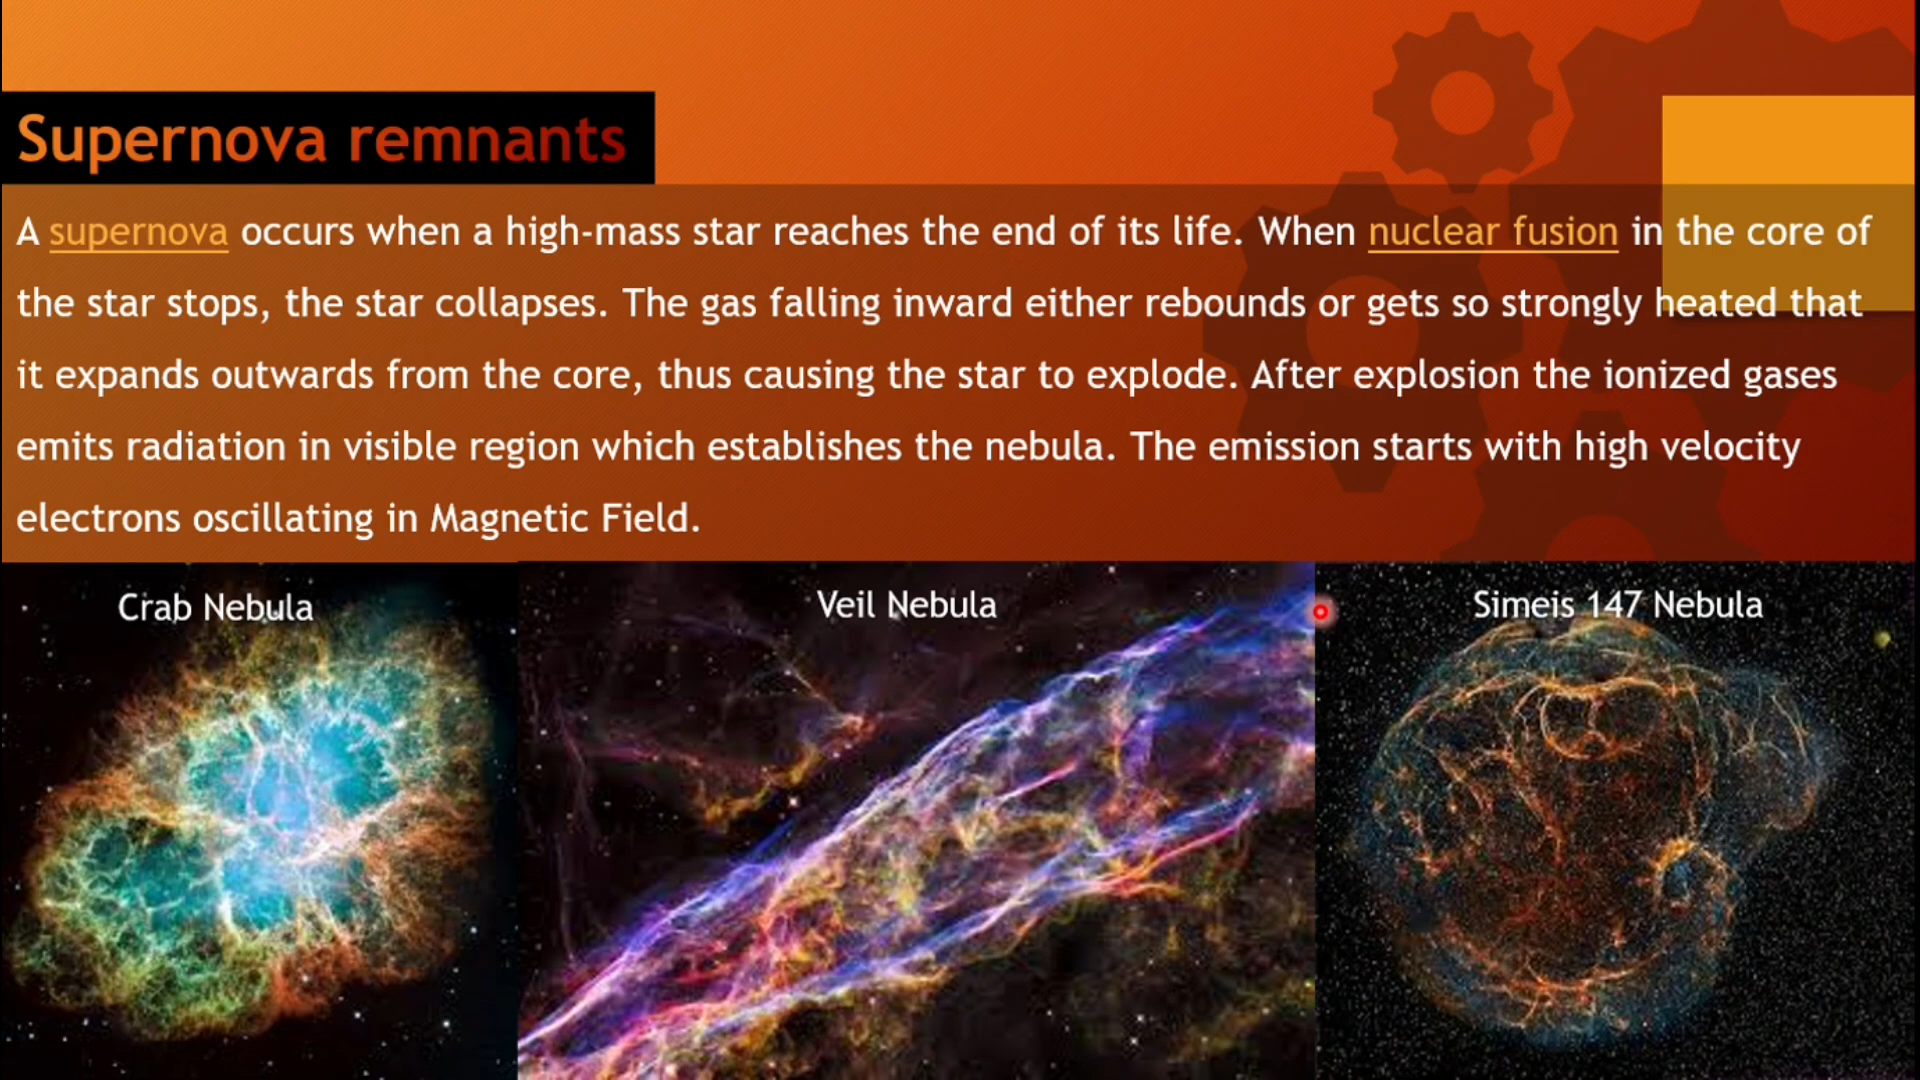 Supernova remnants
A supernova occurs when a high-mass star reaches the end of its life. When nuclear fusion in the core of
the star stops, the star collapses. The gas falling inward either rebounds or gets so strongly heated that
it expands outwards from the core, thus causing the star to explode. After explosion the ionized gases
emits radiation in visible region which establishes the nebula. The emission starts with high velocity
electrons oscillating in Magnetic Field.
Crab Nebula
Veil Nebula
Simeis 147 Nebula